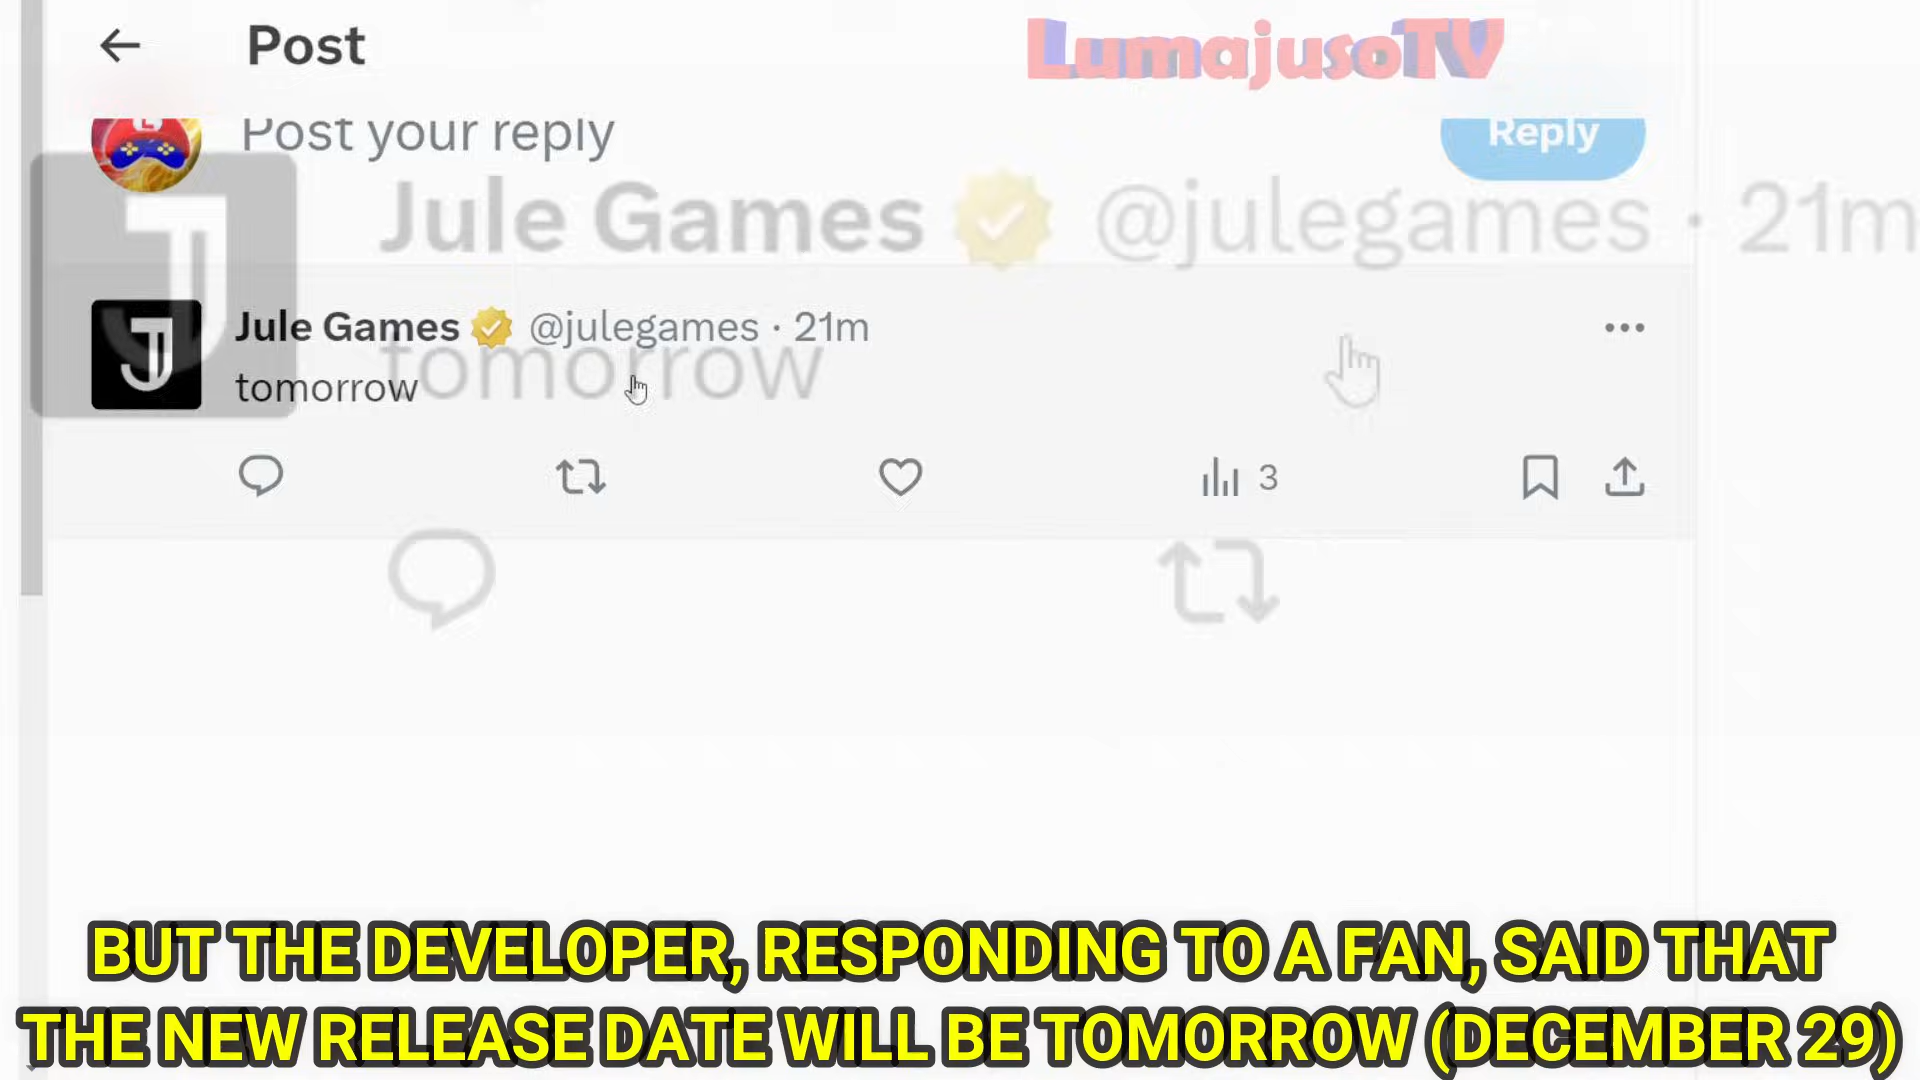 Post
LumajusoTV
Post your reply
Reply
Jule Games @julegames · 21m
Jule Games @julegames · 21m
tomorrow
tomorrow
3
BUT THE DEVELOPER, RESPONDING TO A FAN, SAID THAT
THE NEW RELEASE DATE WILL BE TOMORROW (DECEMBER 29)